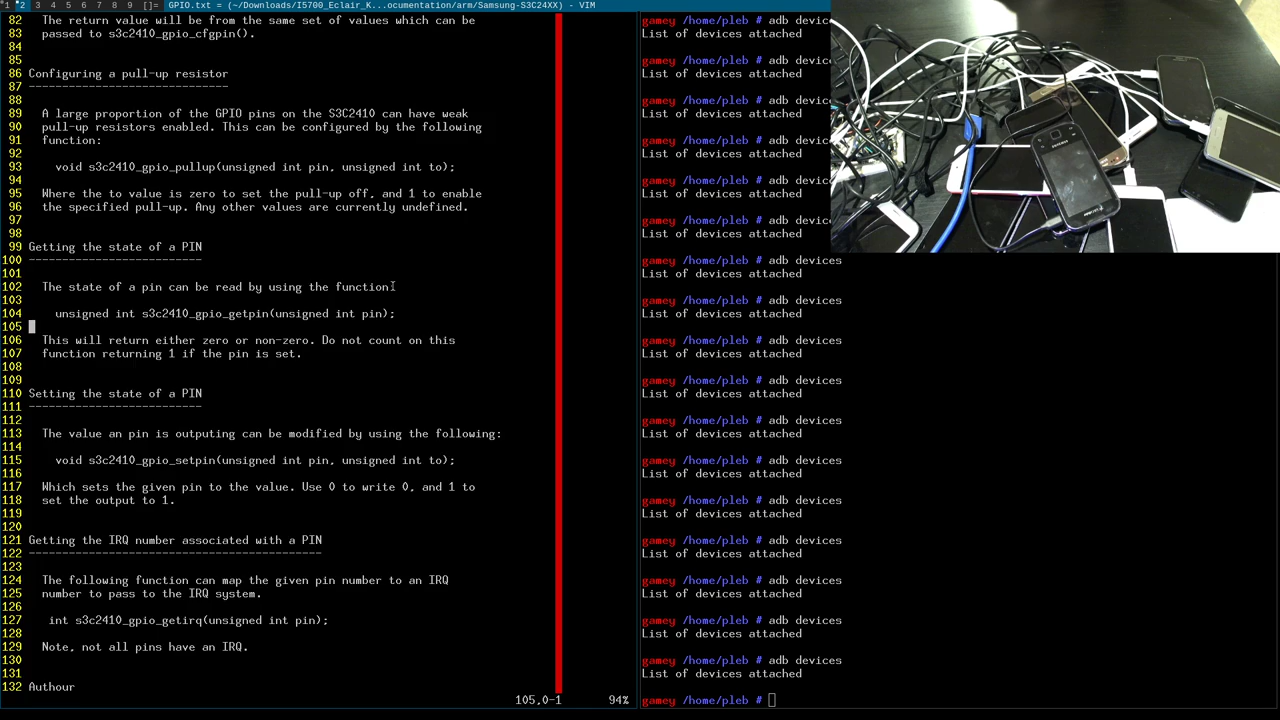 1 2 3 4 5 6 7 8 9 []= GPIO.txt = (~/Downloads/I5700_Eclair_K...ocumentation/arm/Samsung-S3C24XX) - VIM
82 The return value will be from the same set of values which can be
83 passed to s3c2410_gpio_cfgpin().
84
85
86 Configuring a pull-up resistor
87 ------------------------------
88
89 A large proportion of the GPIO pins on the S3C2410 can have weak
90 pull-up resistors enabled. This can be configured by the following
91 function:
92
93 void s3c2410_gpio_pullup(unsigned int pin, unsigned int to);
94
95 Where the to value is zero to set the pull-up off, and 1 to enable
96 the specified pull-up. Any other values are currently undefined.
97
98
99 Getting the state of a PIN
100 --------------------------
101
102 The state of a pin can be read by using the function:
103
104 unsigned int s3c2410_gpio_getpin(unsigned int pin);
105
106 This will return either zero or non-zero. Do not count on this
107 function returning 1 if the pin is set.
108
109
110 Setting the state of a PIN
111 --------------------------
112
113 The value an pin is outputing can be modified by using the following:
114
115 void s3c2410_gpio_setpin(unsigned int pin, unsigned int to);
116
117 Which sets the given pin to the value. Use 0 to write 0, and 1 to
118 set the output to 1.
119
120
121 Getting the IRQ number associated with a PIN
122 --------------------------------------------
123
124 The following function can map the given pin number to an IRQ
125 number to pass to the IRQ system.
126
127 int s3c2410_gpio_getirq(unsigned int pin);
128
129 Note, not all pins have an IRQ.
130
131
132 Authour
105,0-1 94%
gamey /home/pleb # adb devic
List of devices attached
gamey /home/pleb # adb devic
List of devices attached
gamey /home/pleb # adb devic
List of devices attached
gamey /home/pleb # adb devic
List of devices attached
gamey /home/pleb # adb devic
List of devices attached
gamey /home/pleb # adb devic
List of devices attached
gamey /home/pleb # adb devices
List of devices attached
gamey /home/pleb # adb devices
List of devices attached
gamey /home/pleb # adb devices
List of devices attached
gamey /home/pleb # adb devices
List of devices attached
gamey /home/pleb # adb devices
List of devices attached
gamey /home/pleb # adb devices
List of devices attached
gamey /home/pleb # adb devices
List of devices attached
gamey /home/pleb # adb devices
List of devices attached
gamey /home/pleb # adb devices
List of devices attached
gamey /home/pleb # adb devices
List of devices attached
gamey /home/pleb # adb devices
List of devices attached
gamey /home/pleb #